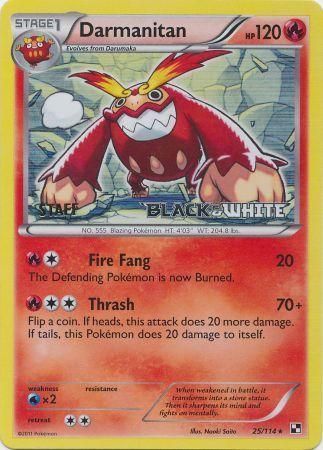 STAGE1
Darmanitan
HP120
Evolves from Darumaka
STAFF
BLACK & WHITE
NO. 555 Blazing Pokémon HT: 4'03" WT: 204.8 lbs.
Fire Fang 20
The Defending Pokémon is now Burned.
Thrash 70+
Flip a coin. If heads, this attack does 20 more damage.
If tails, this Pokémon does 20 damage to itself.
weakness
resistance
×2
retreat
When weakened in battle, it
transforms into a stone statue.
Then it sharpens its mind and
fights on mentally.
©2011 Pokémon
Illus. Naoki Saito
25/114★